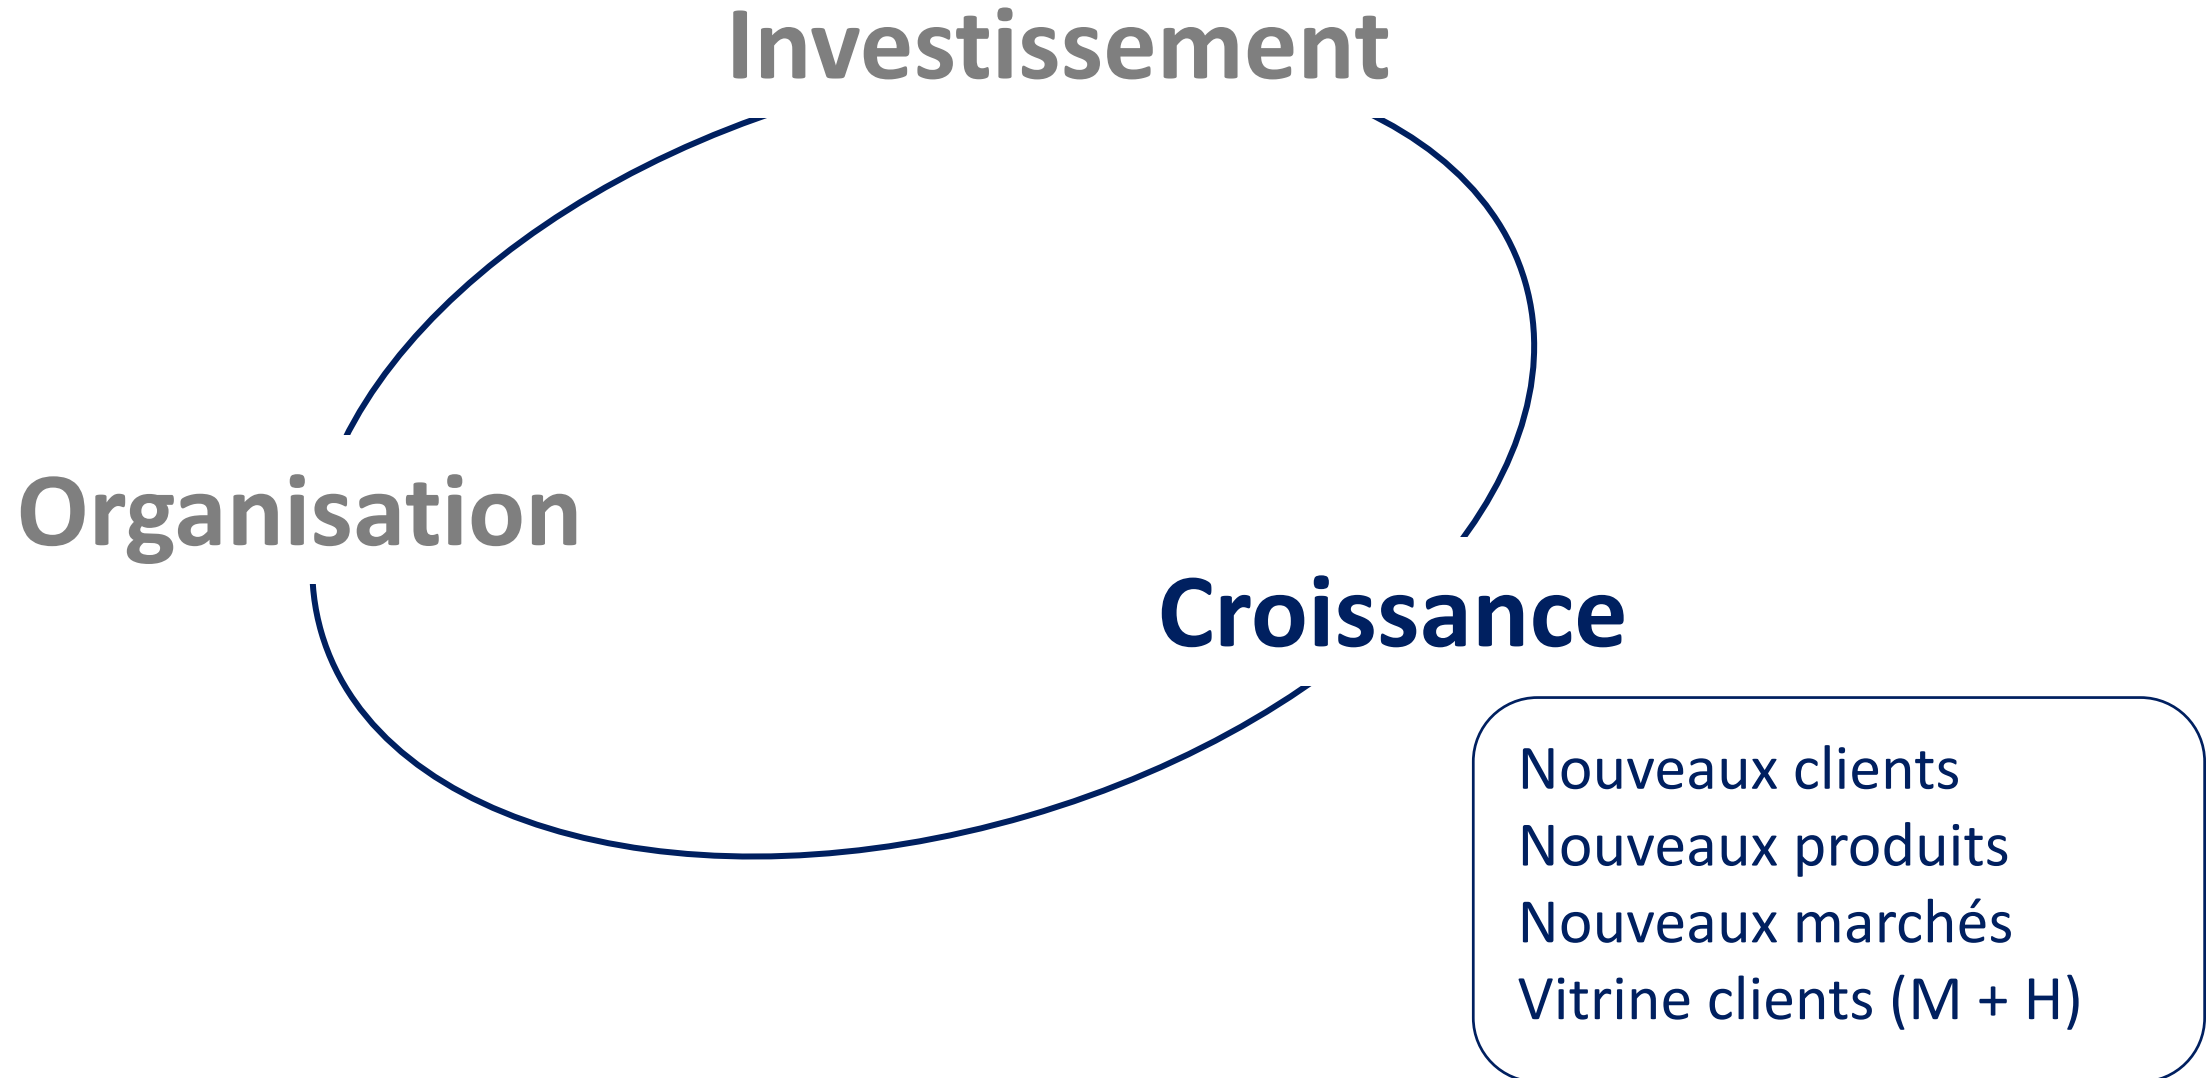 Investissement
Organisation
Croissance
Nouveaux clients
Nouveaux produits
Nouveaux marchés
Vitrine clients (M + H)